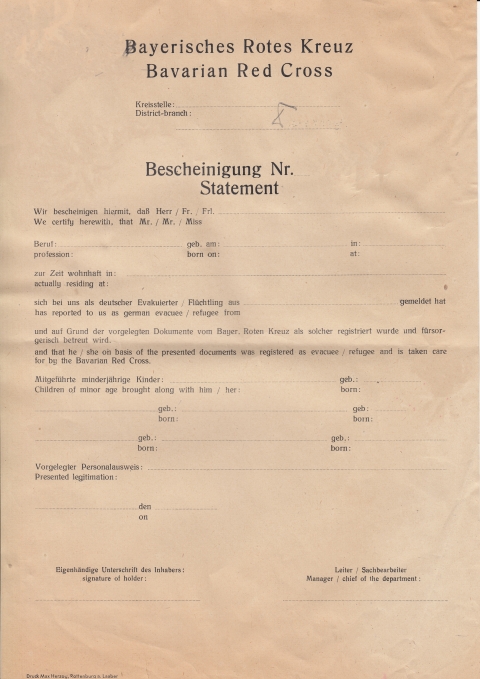 Bayerisches Rotes Kreuz
Bavarian Red Cross
Kreisstelle:
District-branch:
Bescheinigung Nr.
Statement
Wir bescheinigen hiermit, daß Herr / Fr. / Frl.
We certify herewith, that Mr. / Mr. / Miss
Beruf: geb. am: in:
profession: born on: at:
zur Zeit wohnhaft in:
actually residing at:
sich bei uns als deutscher Evakuierter / Flüchtling aus gemeldet hat
has reported to us as german evacuee / refugee from
und auf Grund der vorgelegten Dokumente vom Bayer. Roten Kreuz als solcher registriert wurde und fürsor-
gerisch betreut wird.
and that he / she on basis of the presented documents was registered as evacuee / refugee and is taken care
for by the Bavarian Red Cross.
Mitgeführte minderjährige Kinder: geb.:
Children of minor age brought along with him / her: born:
geb.: geb:
born: born:
geb.: geb.:
born: born:
Vorgelegter Personalausweis:
Presented legitimation:
den
on
Eigenhändige Unterschrift des Inhabers: Leiter / Sachbearbeiter
signature of holder: Manager / chief of the department:
Druck Max Herzog, Rottenburg a. Laaber